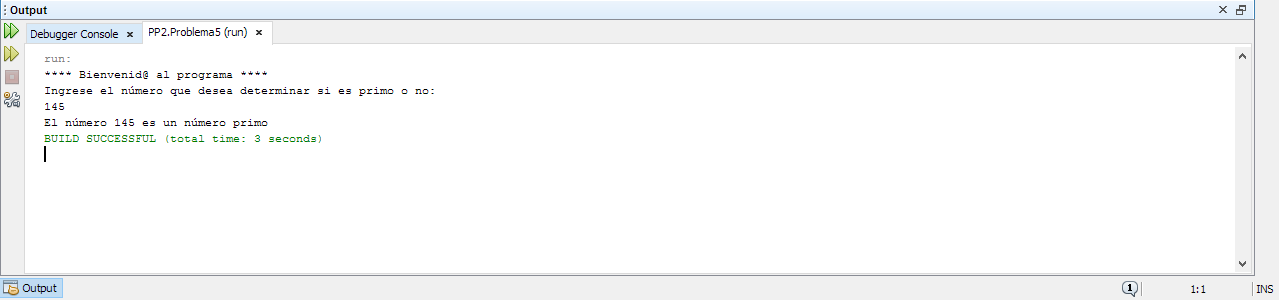 Output
Debugger Console
PP2.Problema5 (run)
run:
**** Bienvenid@ al programa ****
Ingrese el número que desea determinar si es primo o no:
145
El número 145 es un número primo
BUILD SUCCESSFUL (total time: 3 seconds)
Output
1
1:1
INS